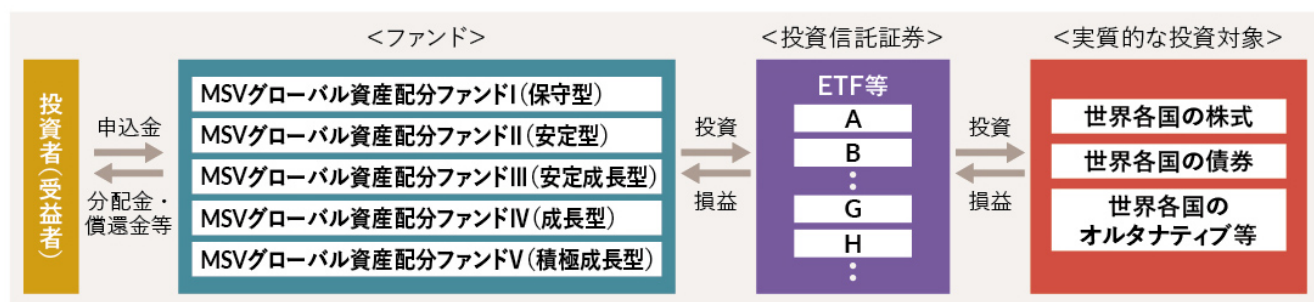 <ファンド>
<投資信託証券>
<実質的な投資対象>
投資者(受益者)
申込金
分配金・
償還金等
MSVグローバル資産配分ファンドⅠ(保守型)
MSVグローバル資産配分ファンドⅡ(安定型)
MSVグローバル資産配分ファンドⅢ(安定成長型)
MSVグローバル資産配分ファンドⅣ(成長型)
MSVグローバル資産配分ファンドⅤ(積極成長型)
投資
損益
ETF等
A
B
︙
G
H
︙
投資
損益
世界各国の株式
世界各国の債券
世界各国の
オルタナティブ等